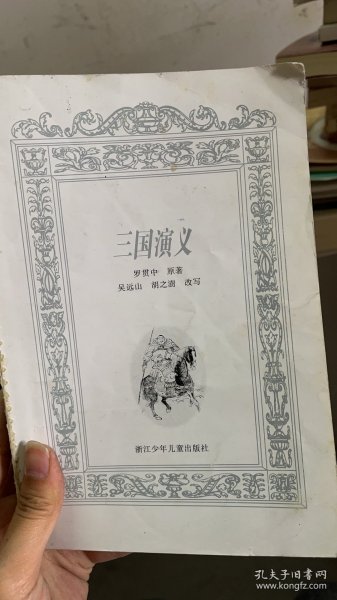 三国演义
罗贯中 原著
吴远山 胡之澍 改写
浙江少年儿童出版社
孔夫子旧书网
www.kongfz.com